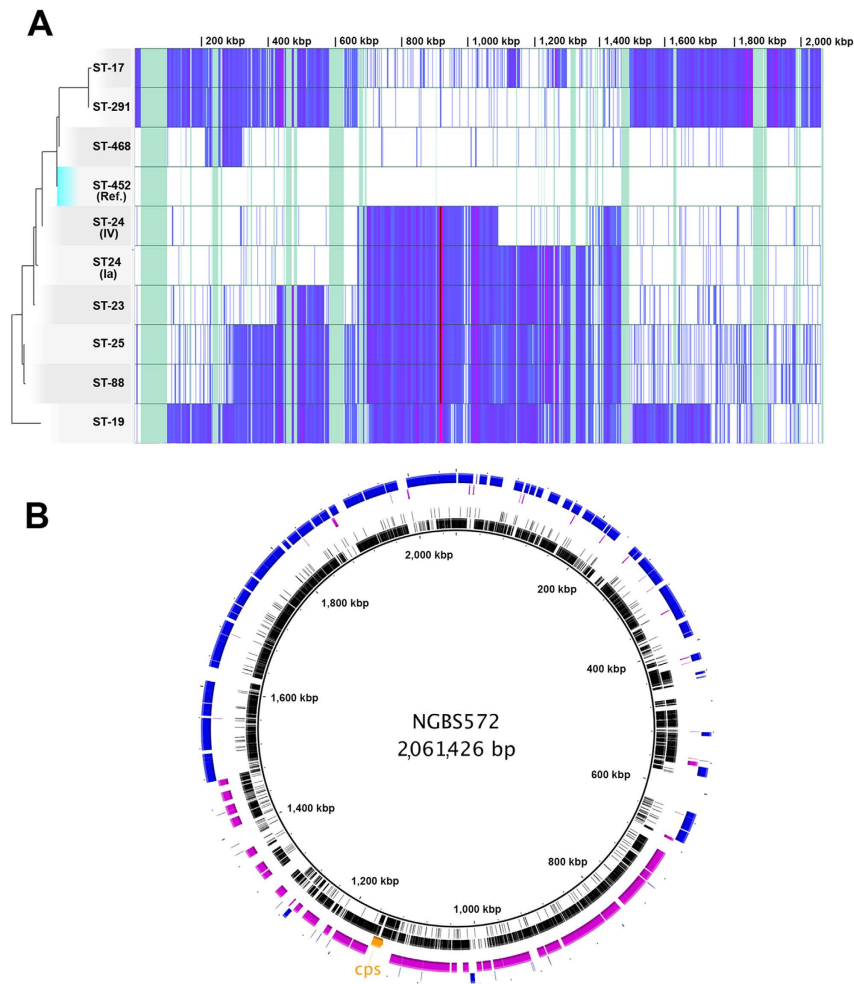 A
200 kbp 400 kbp 600 kbp 800 kbp 1,000 kbp 1,200 kbp 1,400 kbp 1,600 kbp 1,800 kbp 2,000 kbp
ST-17
ST-291
ST-468
ST-452
(Ref.)
ST-24
(IV)
ST24
(Ia)
ST-23
ST-25
ST-88
ST-19
B
2,000 kbp
200 kbp
1,800 kbp
400 kbp
1,600 kbp
NGBS572
2,061,426 bp
600 kbp
1,400 kbp
800 kbp
1,200 kbp
1,000 kbp
cps